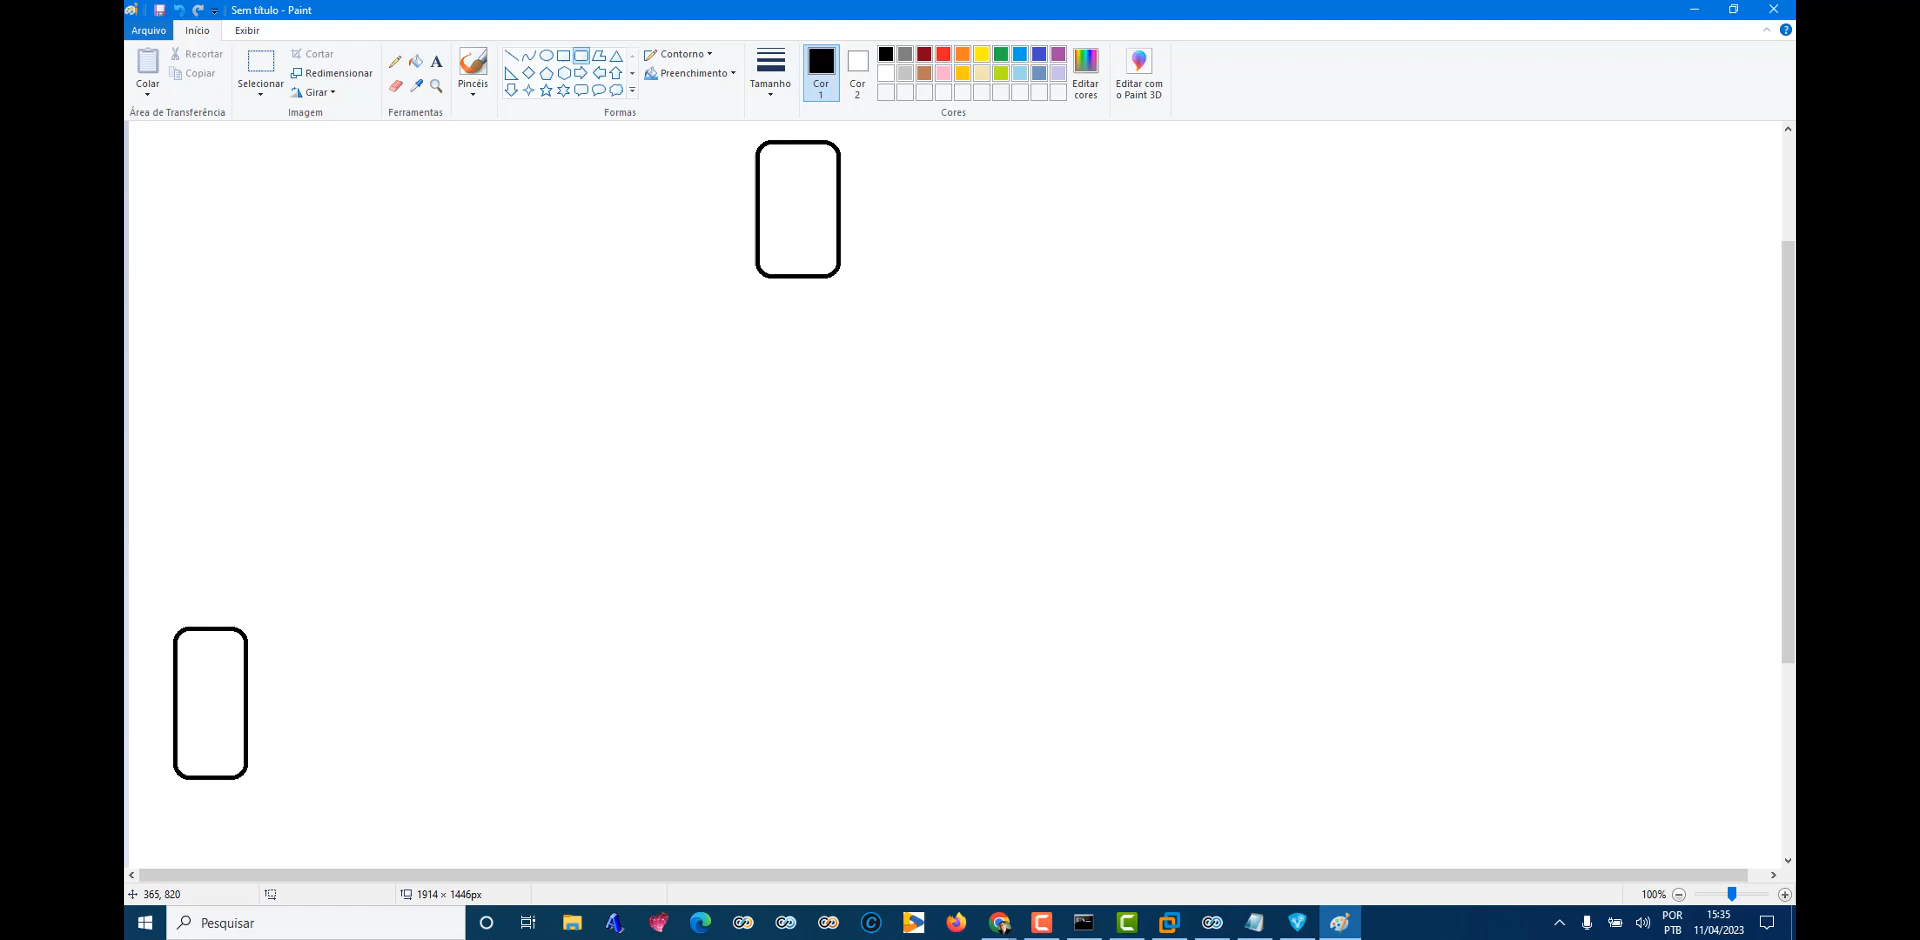 Sem título - Paint
Arquivo Início Exibir
Colar
Recortar
Copiar
Área de Transferência
Selecionar
Cortar
Redimensionar
Girar
Imagem
A
Ferramentas
Pincéis
Contorno
Preenchimento
Formas
Tamanho
Cor
1
Cor
2
Editar
cores
Cores
Editar com
o Paint 3D
365, 820
1914 × 1446px
100%
Pesquisar
POR
PTB
15:35
11/04/2023